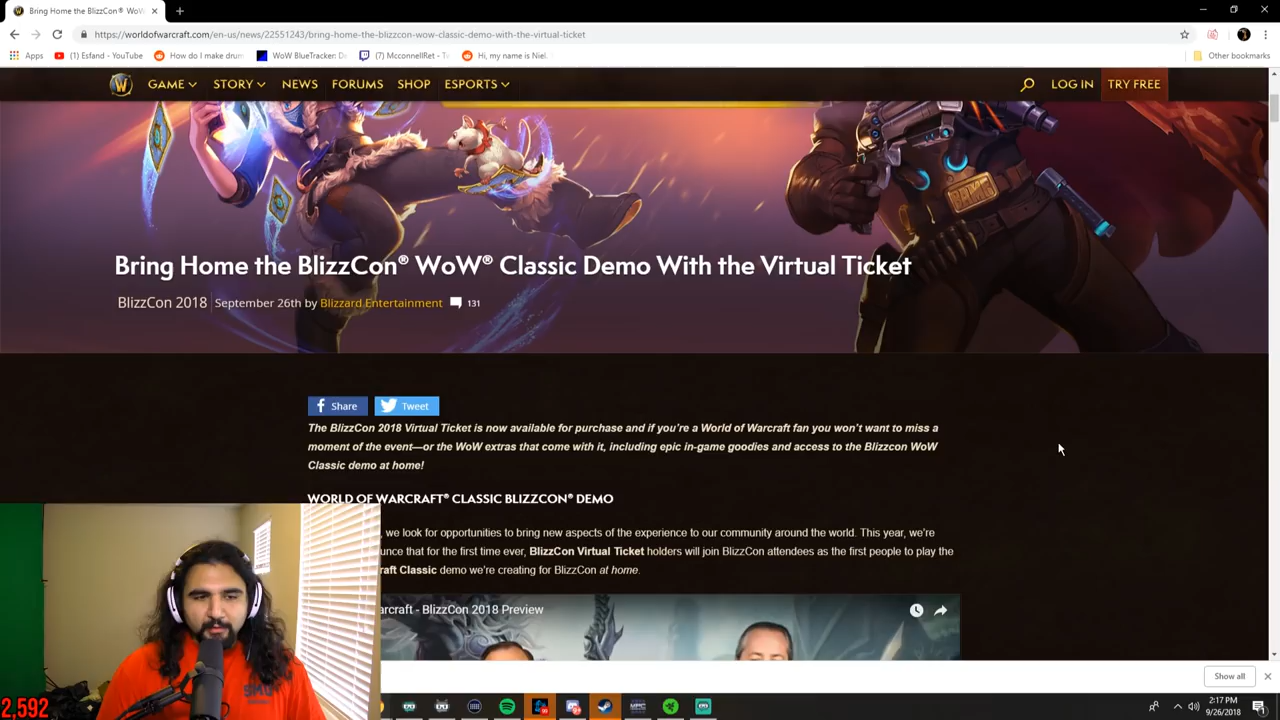 Bring Home the BlizzCon® WoW
https://worldofwarcraft.com/en-us/news/22551243/bring-home-the-blizzcon-wow-classic-demo-with-the-virtual-ticket
Apps (1) Esfand - YouTube How do I make drum WoW BlueTracker: D (7) McconnellRet - Tw Hi, my name is Niel. Other bookmarks
W GAME STORY NEWS FORUMS SHOP ESPORTS LOG IN TRY FREE
Bring Home the BlizzCon® WoW® Classic Demo With the Virtual Ticket
BlizzCon 2018 September 26th by Blizzard Entertainment 131
Share Tweet
The BlizzCon 2018 Virtual Ticket is now available for purchase and if you're a World of Warcraft fan you won't want to miss a
moment of the event—or the WoW extras that come with it, including epic in-game goodies and access to the Blizzcon WoW
Classic demo at home!
WORLD OF WARCRAFT® CLASSIC BLIZZCON® DEMO
, we look for opportunities to bring new aspects of the experience to our community around the world. This year, we're
unce that for the first time ever, BlizzCon Virtual Ticket holders will join BlizzCon attendees as the first people to play the
raft Classic demo we're creating for BlizzCon at home.
arcraft - BlizzCon 2018 Preview
Show all
2,592
2:17 PM
9/26/2018